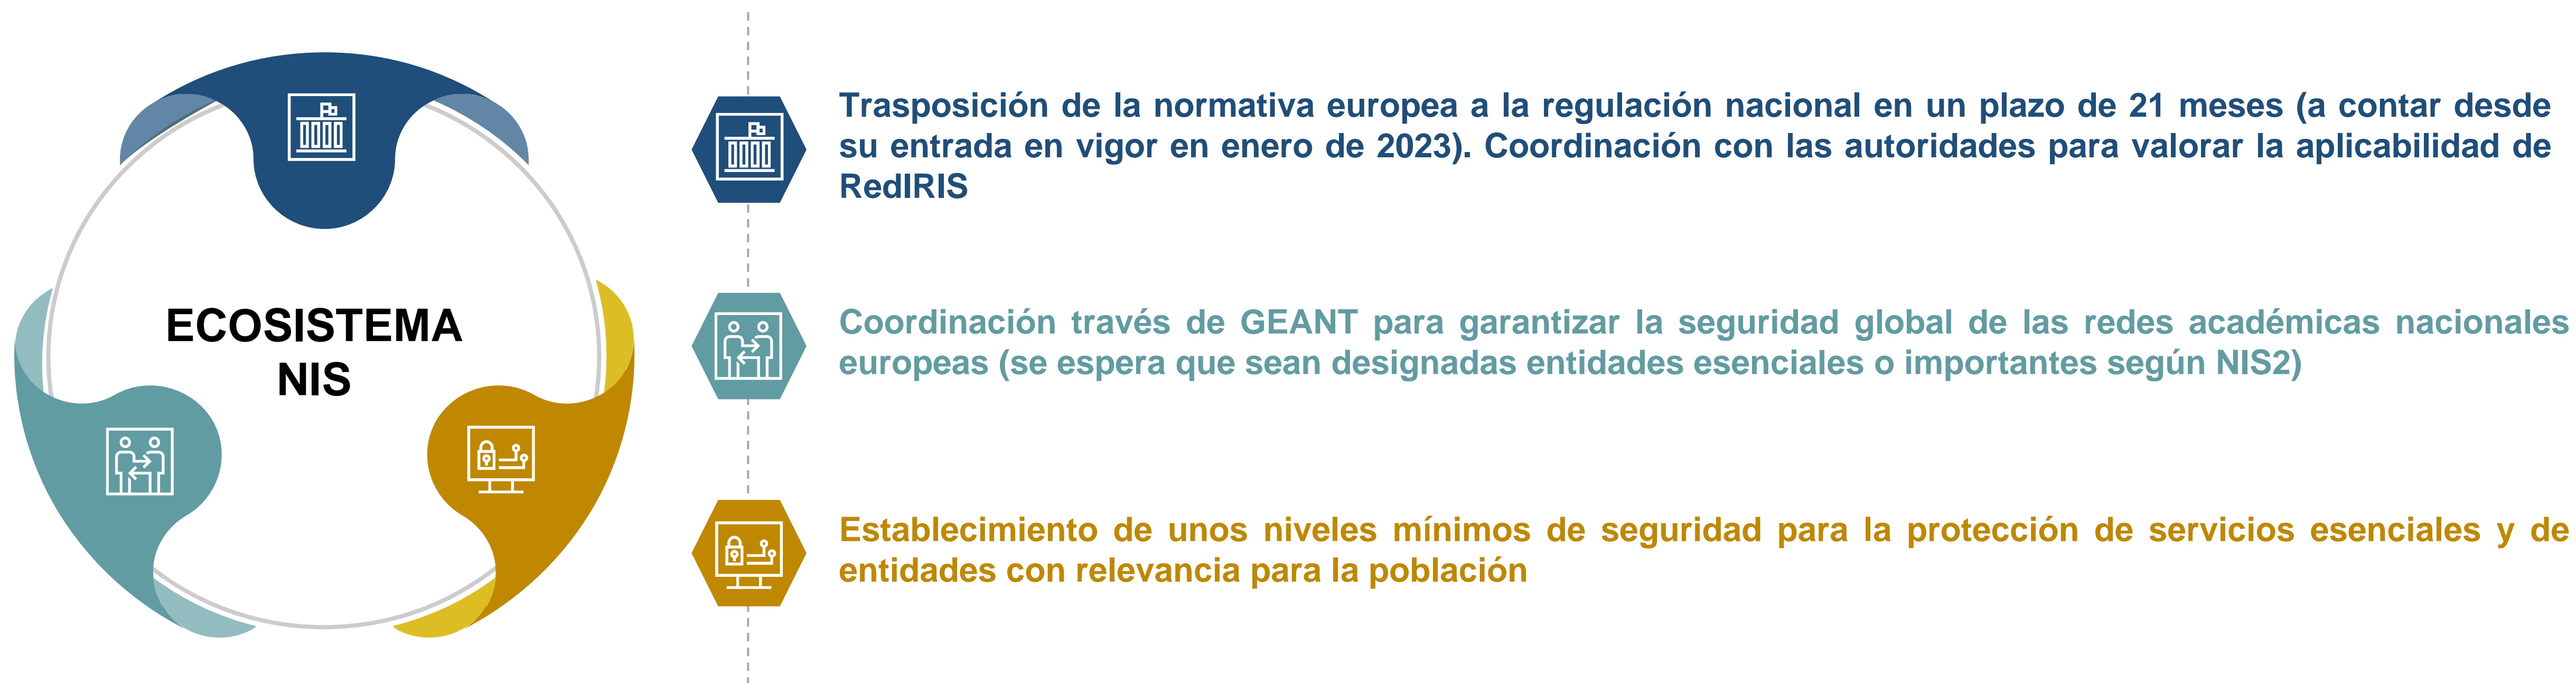 ECOSISTEMA
NIS
Trasposición de la normativa europea a la regulación nacional en un plazo de 21 meses (a contar desde
su entrada en vigor en enero de 2023). Coordinación con las autoridades para valorar la aplicabilidad de
RedIRIS
Coordinación través de GEANT para garantizar la seguridad global de las redes académicas nacionales
europeas (se espera que sean designadas entidades esenciales o importantes según NIS2)
Establecimiento de unos niveles mínimos de seguridad para la protección de servicios esenciales y de
entidades con relevancia para la población